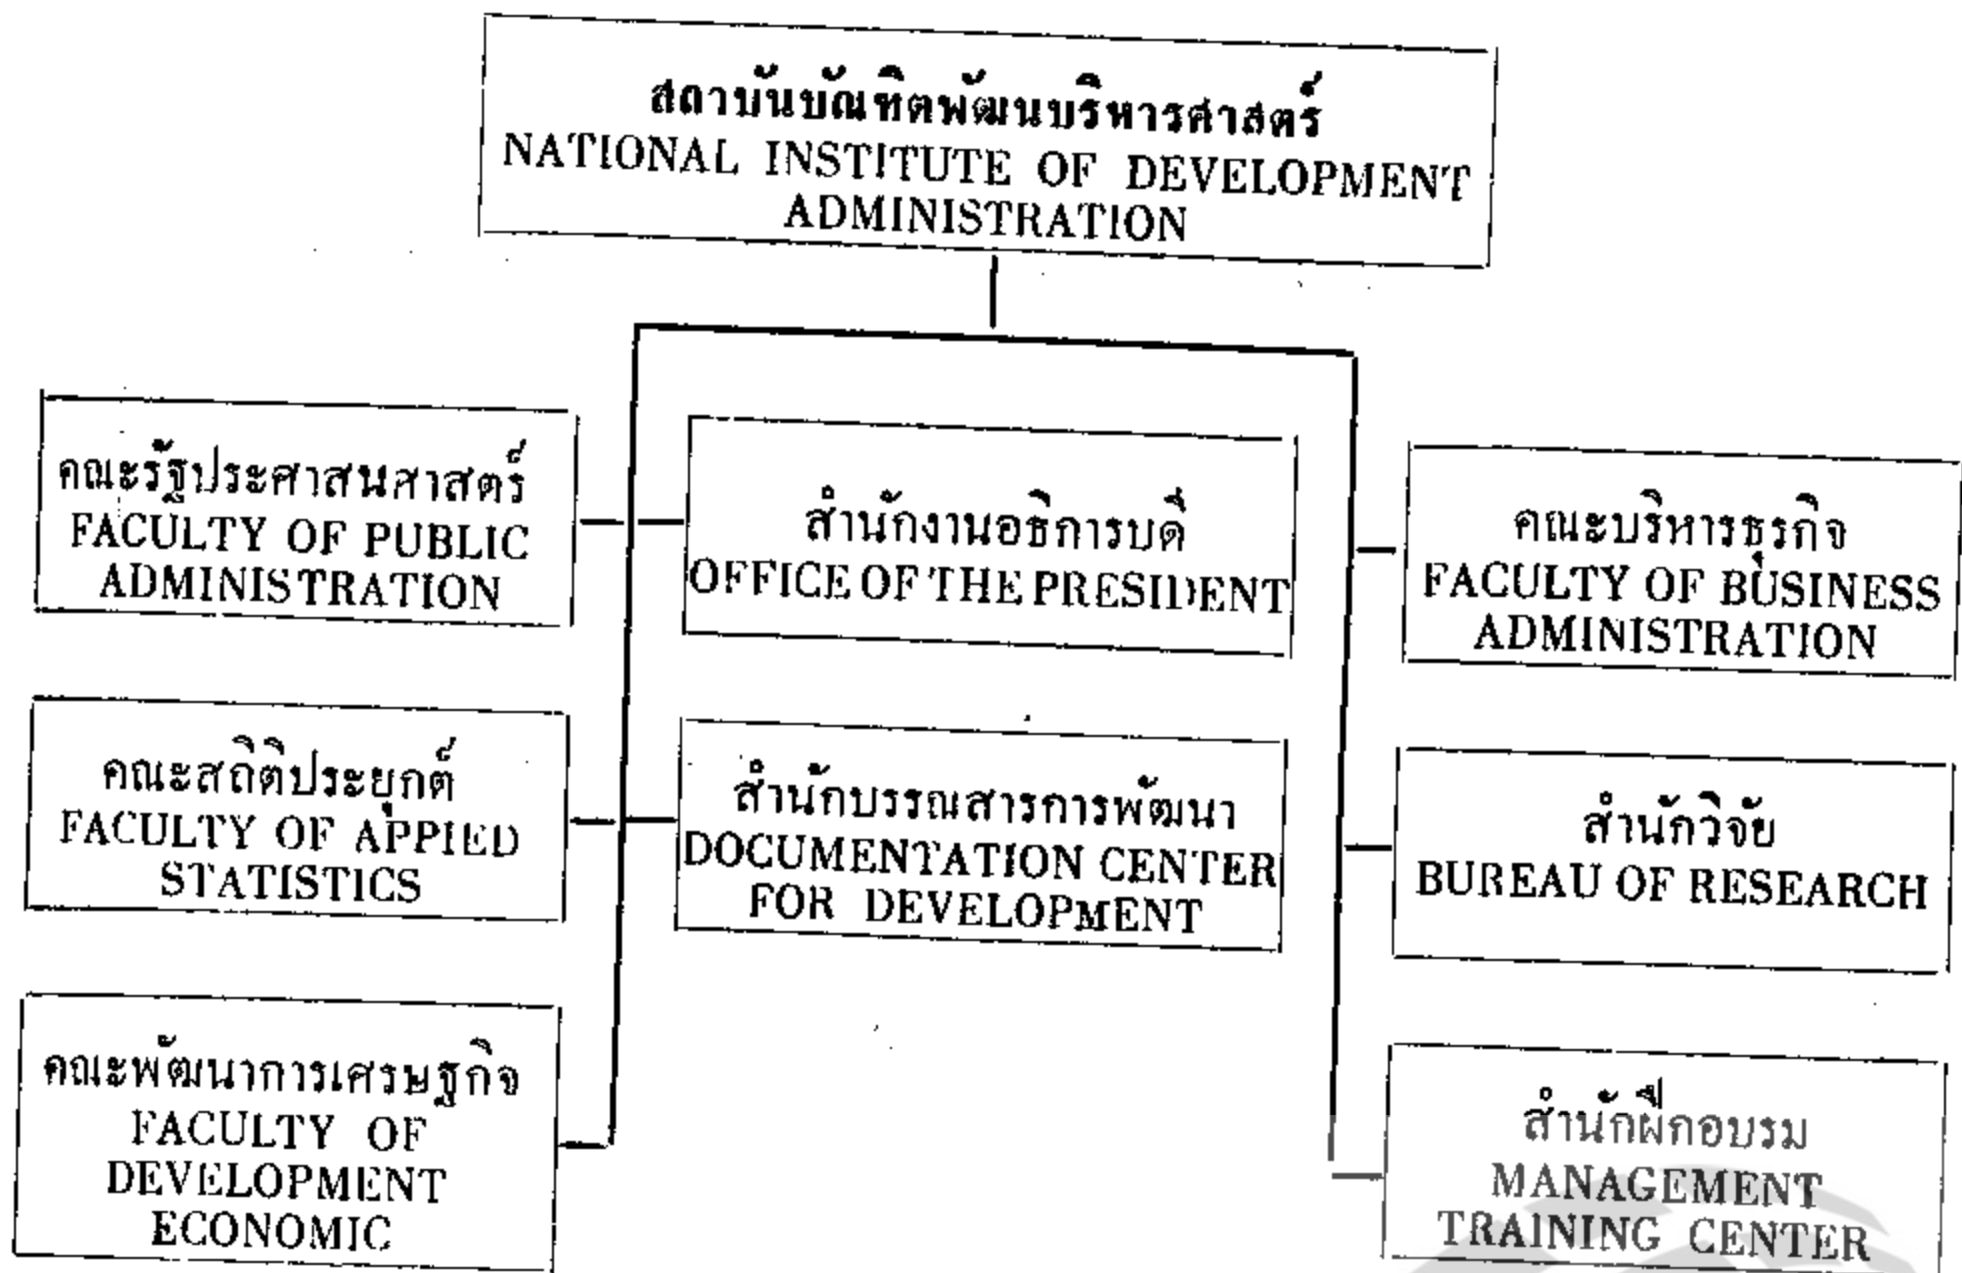 สถาบันบัณฑิตพัฒนบริหารศาสตร์
NATIONAL INSTITUTE OF DEVELOPMENT
ADMINISTRATION
คณะรัฐประศาสนศาสตร์
FACULTY OF PUBLIC
ADMINISTRATION
สำนักงานอธิการบดี
OFFICE OF THE PRESIDENT
คณะบริหารธุรกิจ
FACULTY OF BUSINESS
ADMINISTRATION
คณะสถิติประยุกต์
FACULTY OF APPIED
STATISTICS
สำนักบรรณสารการพัฒนา
DOCUMENTATION CENTER
FOR DEVELOPMENT
สำนักวิจัย
BUREAU OF RESEARCH
คณะพัฒนาการเศรษฐกิจ
FACULTY OF
DEVELOPMENT
ECONOMIC
สำนักฝึกอบรม
MANAGEMENT
TRAINING CENTER